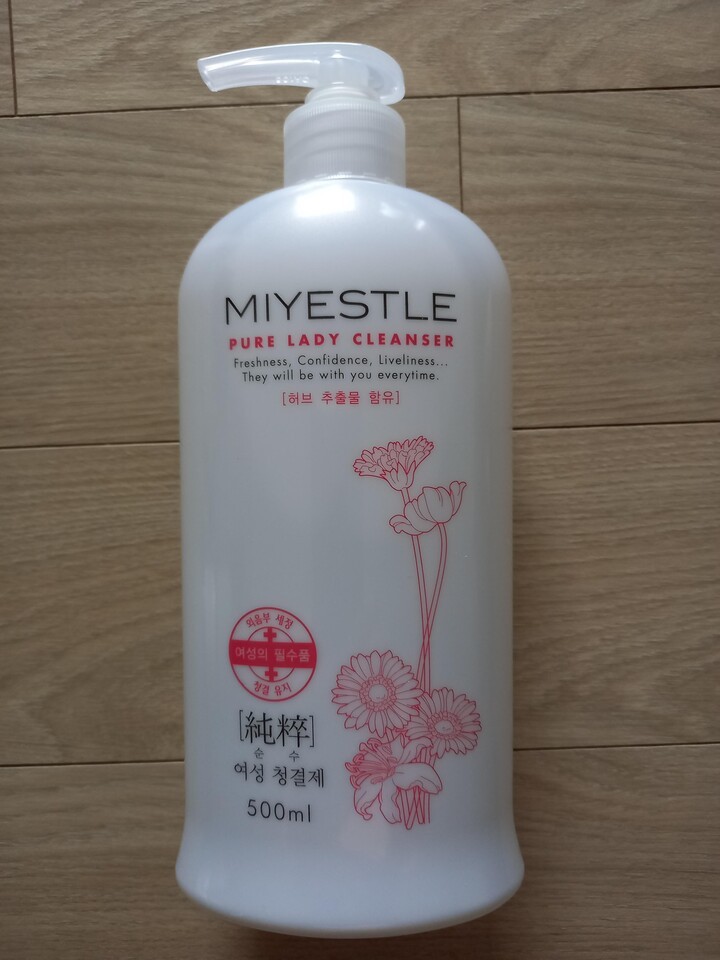 MIYESTLE
PURE LADY CLEANSER
Freshness, Confidence, Liveliness...
They will be with you everytime.
[허브 추출물 함유]
외음부 세정
여성의 필수품
청결 유지
[純粹]
순 수
여성 청결제
500ml